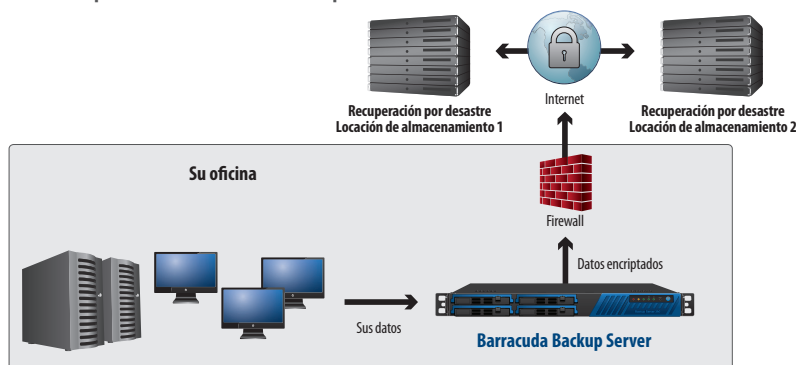 Internet
Recuperación por desastre
Locación de almacenamiento 1
Recuperación por desastre
Locación de almacenamiento 2
Su oficina
Firewall
Datos encriptados
Sus datos
Barracuda Backup Server